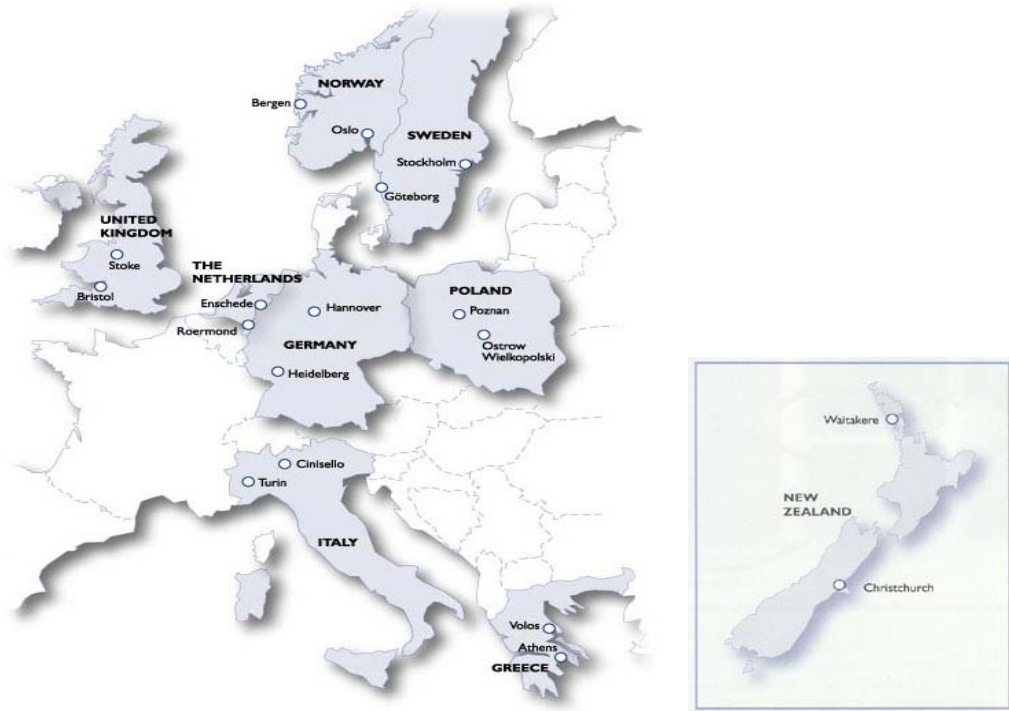 NORWAY
Bergen
Oslo
SWEDEN
Stockholm
Göteborg
UNITED
KINGDOM
Stoke
Bristol
THE
NETHERLANDS
Enschede
Roermond
Hannover
GERMANY
Heidelberg
POLAND
Poznan
Ostrow
Wielkopolski
Cinisello
Turin
ITALY
Volos
Athens
GREECE
Waitakere
NEW
ZEALAND
Christchurch